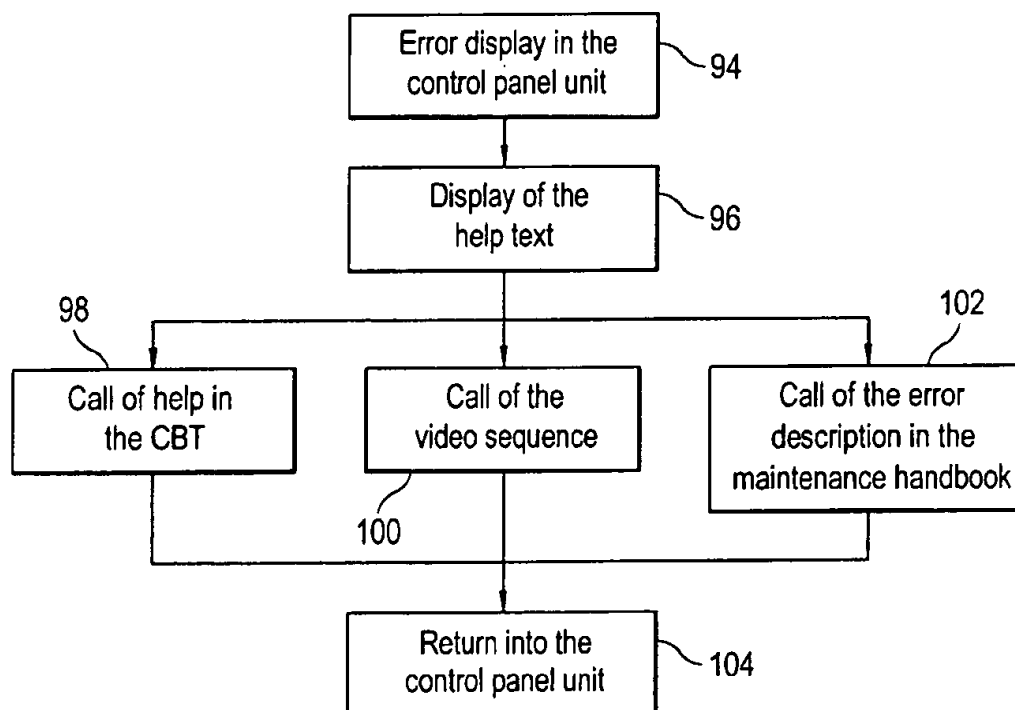 Error display in the
control panel unit
94
Display of the
help text
96
98
Call of help in
the CBT
Call of the
video sequence
100
102
Call of the error
description in the
maintenance handbook
Return into the
control panel unit
104